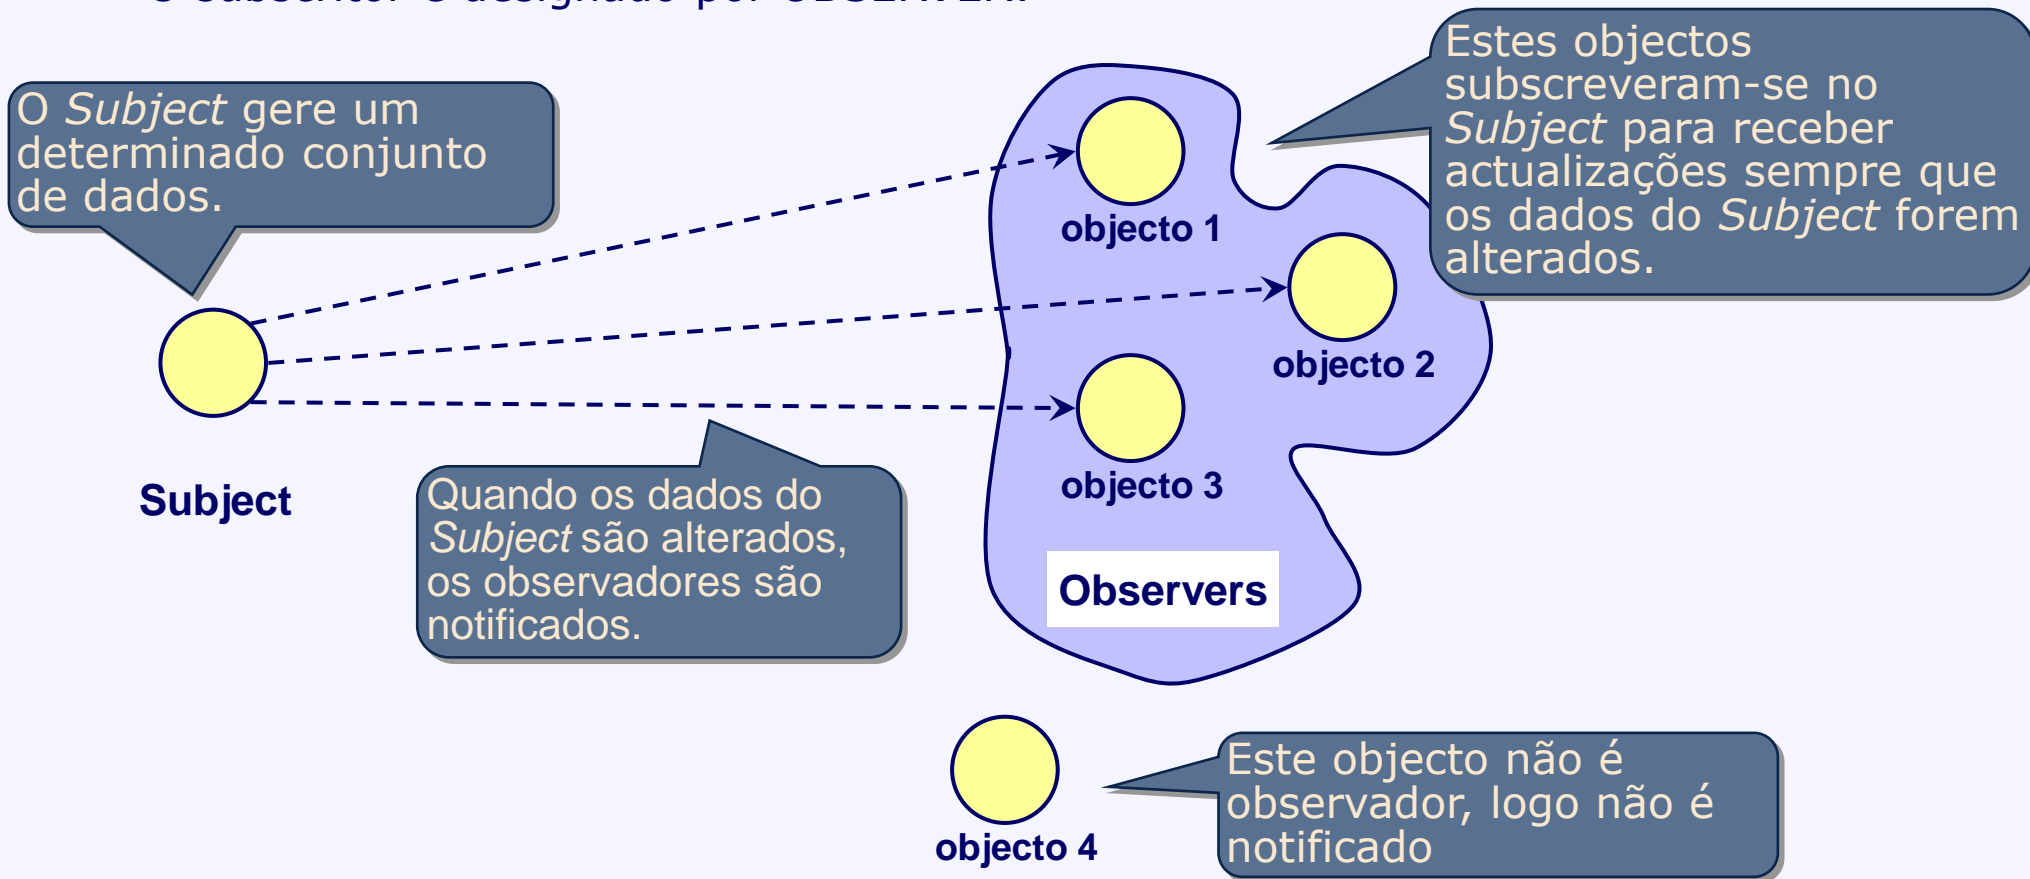 O Subject gere um
determinado conjunto
de dados.
Estes objectos
subscreveram-se no
Subject para receber
actualizações sempre que
os dados do Subject forem
alterados.
objecto 1
objecto 2
objecto 3
Subject
Quando os dados do
Subject são alterados,
os observadores são
notificados.
Observers
objecto 4
Este objecto não é
observador, logo não é
notificado